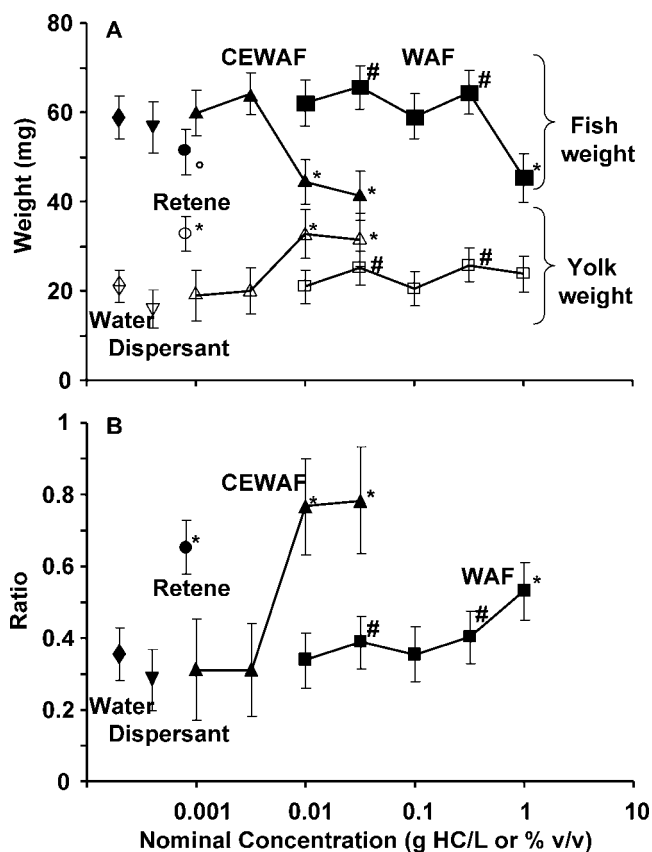 A
80
60
40
20
0
Weight (mg)
CEWAF
WAF
#
#
*
*
*
Fish
weight
Retene
*
*
*
#
#
Yolk
weight
Water
Dispersant
B
1
0.8
0.6
0.4
0.2
0
Ratio
CEWAF
*
*
*
Retene
WAF
#
#
*
Water
Dispersant
0.001
0.01
0.1
1
10
Nominal Concentration (g HC/L or % v/v)